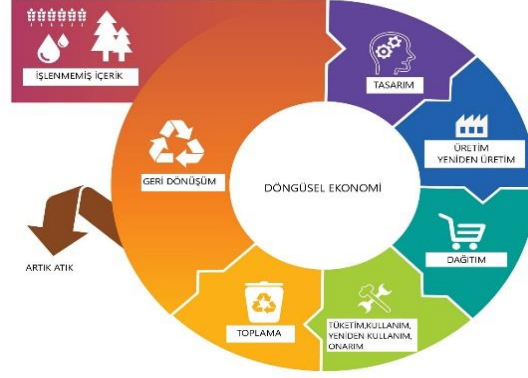 İŞLENMEMİŞ İÇERİK
TASARIM
ÜRETİM
YENİDEN ÜRETİM
GERİ DÖNÜŞÜM
DÖNGÜSEL EKONOMİ
DAĞITIM
ARTIK ATIK
TOPLAMA
TÜKETİM,KULLANIM,
YENİDEN KULLANIM,
ONARIM